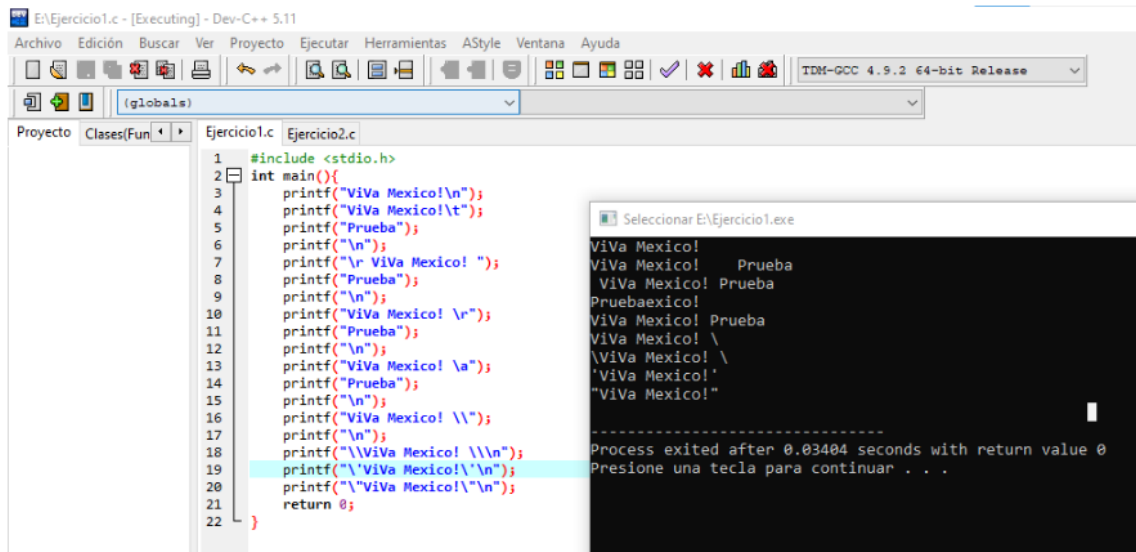 E:\Ejercicio1.c - [Executing] - Dev-C++ 5.11
Archivo Edición Buscar Ver Proyecto Ejecutar Herramientas AStyle Ventana Ayuda
TDM-GCC 4.9.2 64-bit Release
(globals)
Proyecto Clases(Fun Ejercicio1.c Ejercicio2.c
1 #include <stdio.h>
2 int main(){
3 printf("ViVa Mexico!\n");
4 printf("ViVa Mexico!\t");
5 printf("Prueba");
6 printf("\n");
7 printf("\r ViVa Mexico! ");
8 printf("Prueba");
9 printf("\n");
10 printf("ViVa Mexico! \r");
11 printf("Prueba");
12 printf("\n");
13 printf("ViVa Mexico! \a");
14 printf("Prueba");
15 printf("\n");
16 printf("ViVa Mexico! \\");
17 printf("\n");
18 printf("\\ViVa Mexico! \\\n");
19 printf("\'ViVa Mexico!\'\n");
20 printf("\"ViVa Mexico!\"\n");
21 return 0;
22 }
Seleccionar E:\Ejercicio1.exe
ViVa Mexico!
ViVa Mexico!    Prueba
 ViVa Mexico! Prueba
Pruebaexico!
ViVa Mexico! Prueba
ViVa Mexico! \
\ViVa Mexico! \
'ViVa Mexico!'
"ViVa Mexico!"
--------------------------------
Process exited after 0.03404 seconds with return value 0
Presione una tecla para continuar . . .